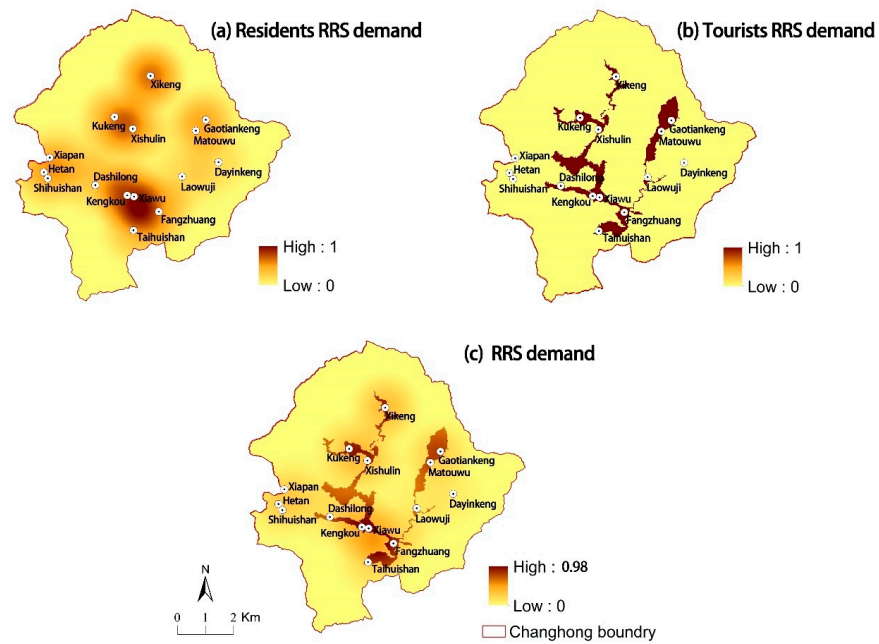 (a) Residents RRS demand
Xikeng
Kukeng
Xishulin
Gaotiankeng
Matouwu
Xiapan
Hetan
Shihuishan
Dashilong
Dayinkeng
Laowuji
Kengkou
Xiawu
Fangzhuang
Taihuishan
High : 1
Low : 0
(b) Tourists RRS demand
Xikeng
Kukeng
Xishulin
Gaotiankeng
Matouwu
Xiapan
Hetan
Shihuishan
Dashilong
Dayinkeng
Laowuji
Kengkou
Xiawu
Fangzhuang
Taihuishan
High : 1
Low : 0
(c) RRS demand
Xikeng
Kukeng
Xishulin
Gaotiankeng
Matouwu
Xiapan
Hetan
Shihuishan
Dashilong
Dayinkeng
Laowuji
Kengkou
Xiawu
Fangzhuang
Taihuishan
N
0 1 2 Km
High : 0.98
Low : 0
Changhong boundry